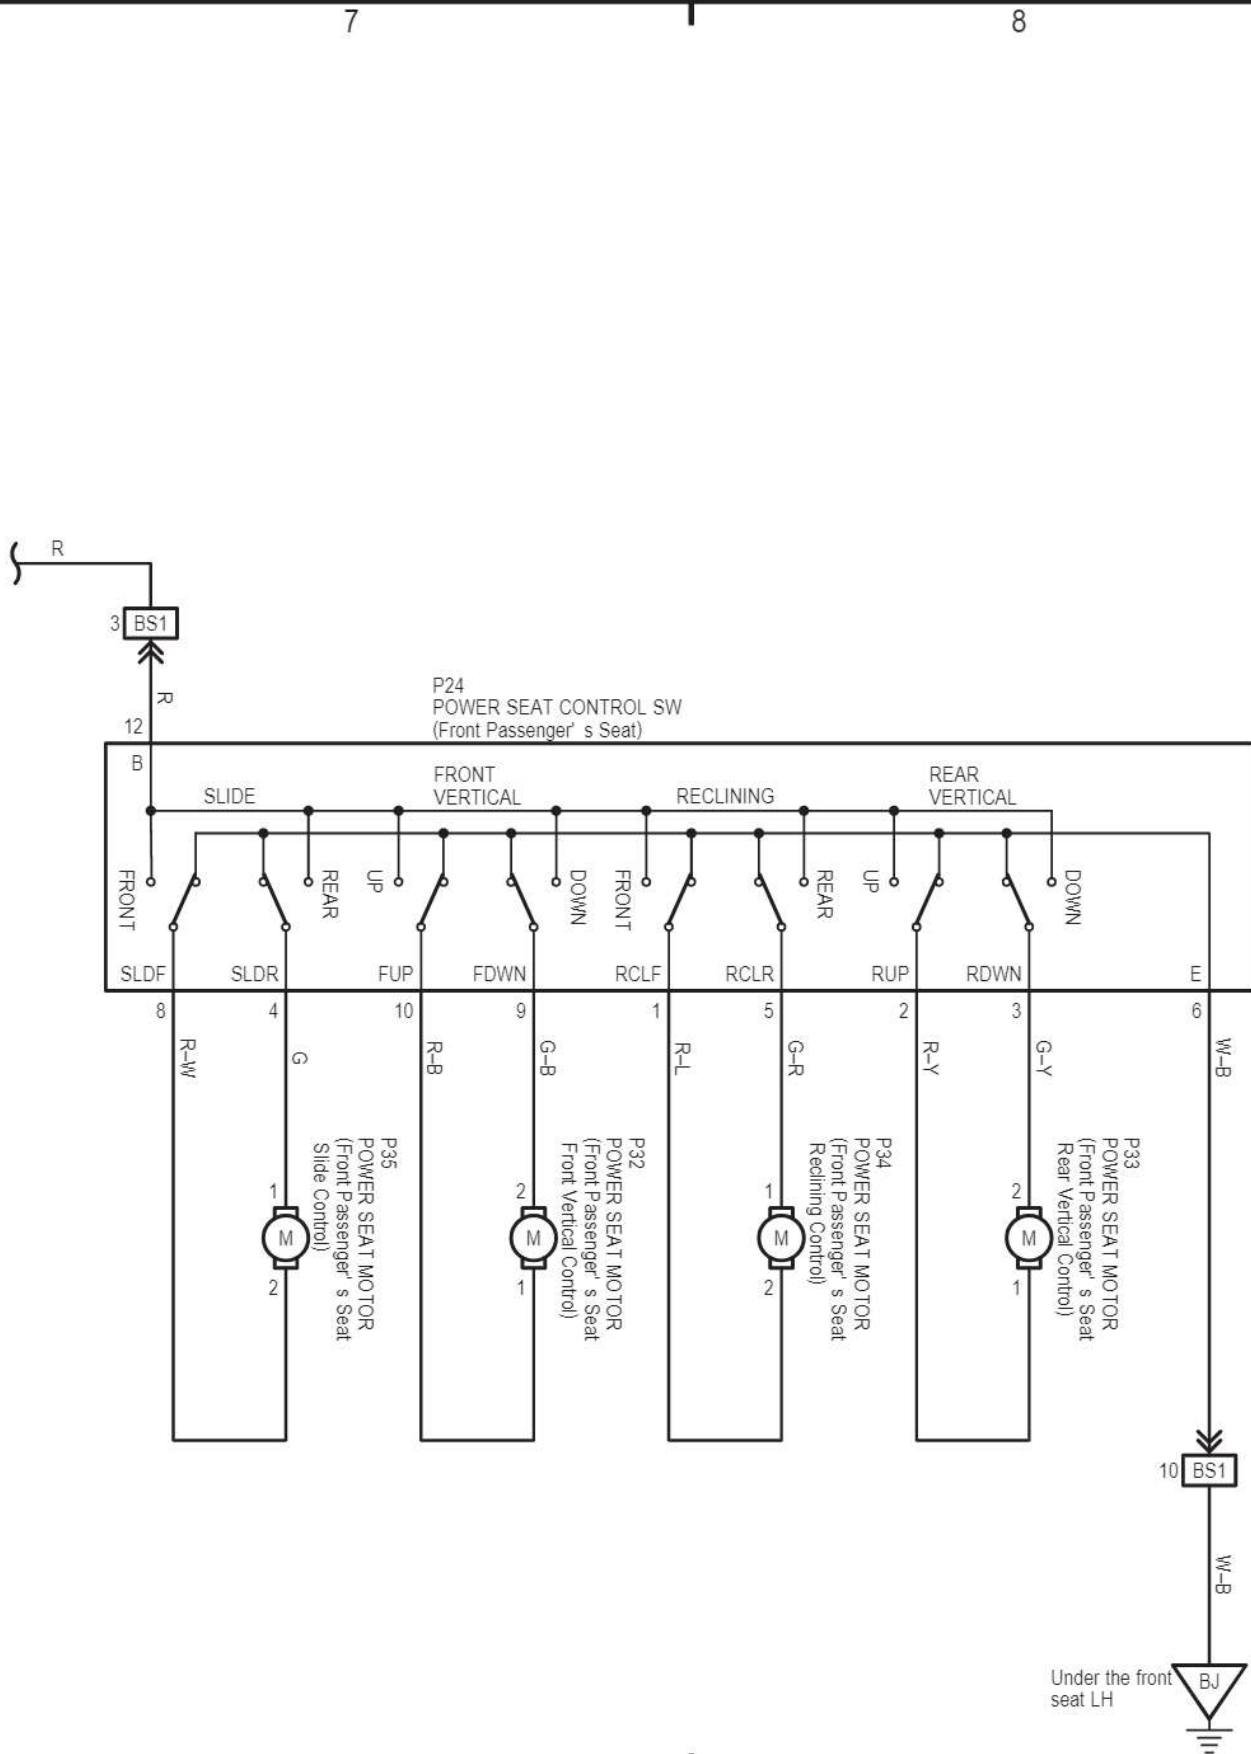 7
8
R
3 BS1
R
12
P24
POWER SEAT CONTROL SW
(Front Passenger' s Seat)
B
SLIDE
FRONT
VERTICAL
RECLINING
REAR
VERTICAL
FRONT
REAR
UP
DOWN
FRONT
REAR
UP
DOWN
SLDF
SLDR
FUP
FDWN
RCLF
RCLR
RUP
RDWN
E
8
4
10
9
1
5
2
3
6
R–W
G
R–B
G–B
R–L
G–R
R–Y
G–Y
W–B
P35
POWER SEAT MOTOR
(Front Passenger' s Seat
Slide Control)
1
M
2
P32
POWER SEAT MOTOR
(Front Passenger' s Seat
Front Vertical Control)
2
M
1
P34
POWER SEAT MOTOR
(Front Passenger' s Seat
Reclining Control)
1
M
2
P33
POWER SEAT MOTOR
(Front Passenger' s Seat
Rear Vertical Control)
2
M
1
10 BS1
W–B
Under the front
seat LH
BJ